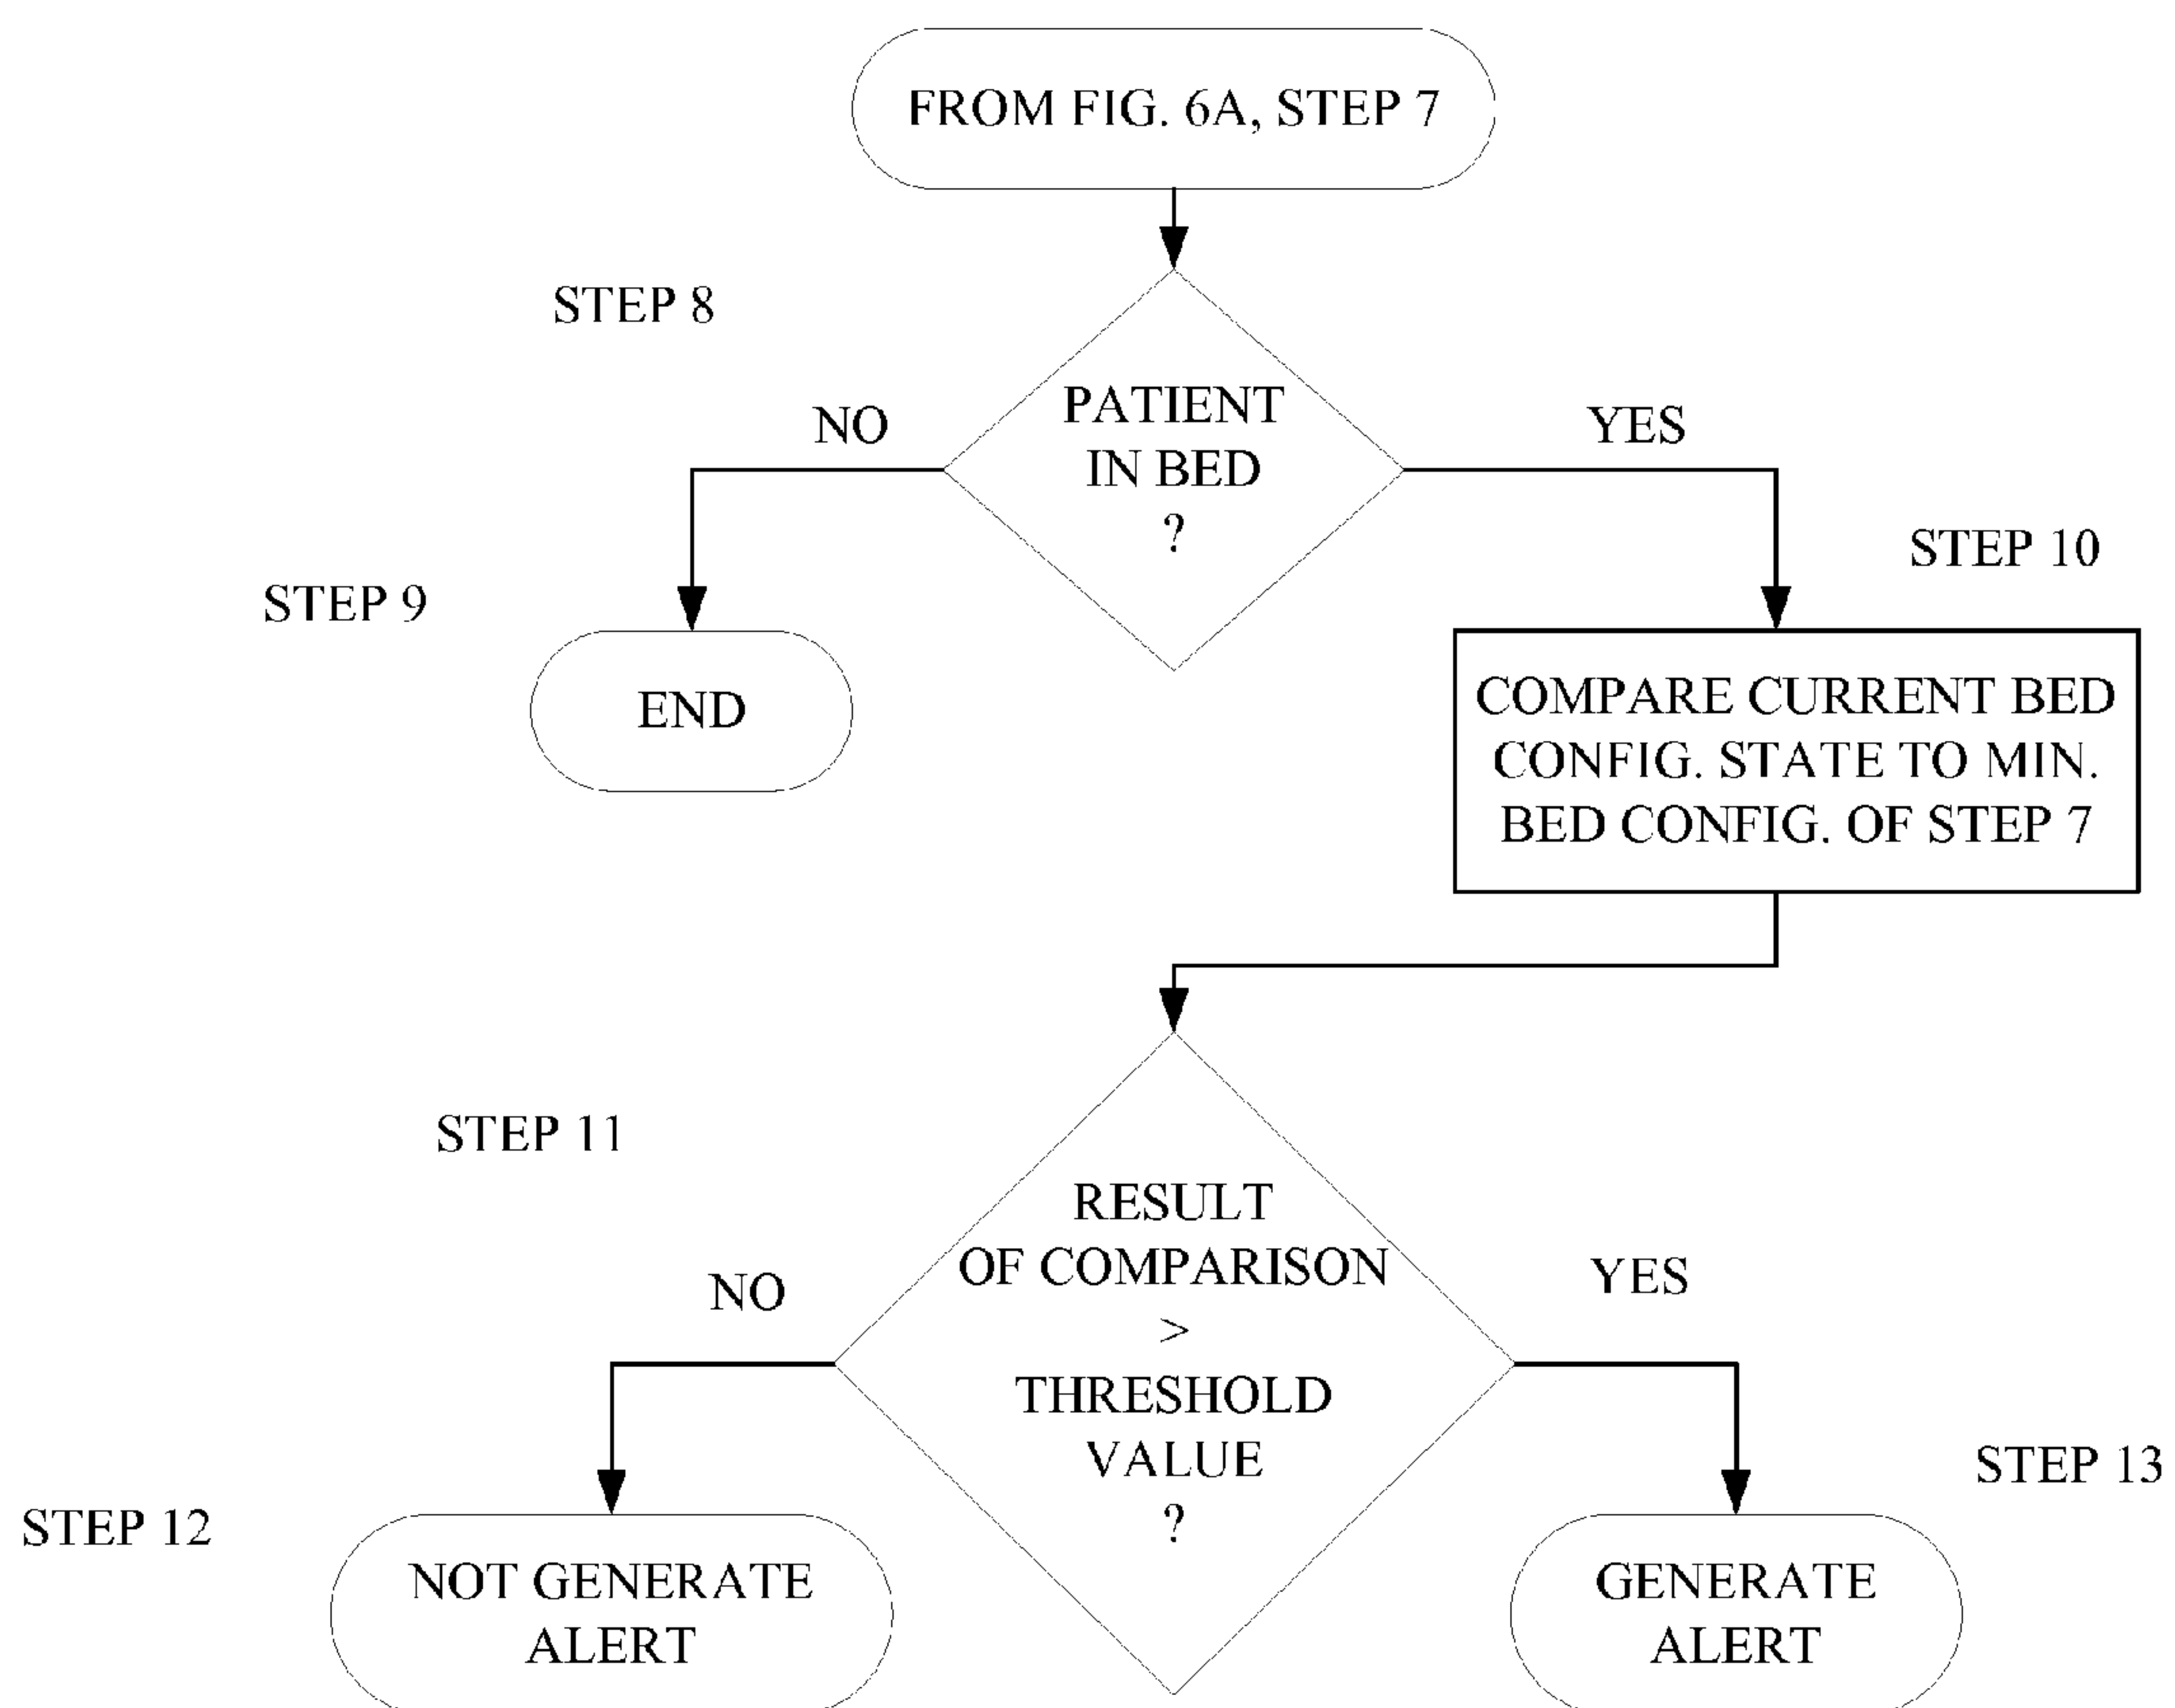 FROM FIG. 6A, STEP 7
STEP 8
PATIENT
IN BED
?
NO
YES
STEP 9
END
STEP 10
COMPARE CURRENT BED
CONFIG. STATE TO MIN.
BED CONFIG. OF STEP 7
STEP 11
RESULT
OF COMPARISON
>
THRESHOLD
VALUE
?
NO
YES
STEP 12
NOT GENERATE
ALERT
STEP 13
GENERATE
ALERT